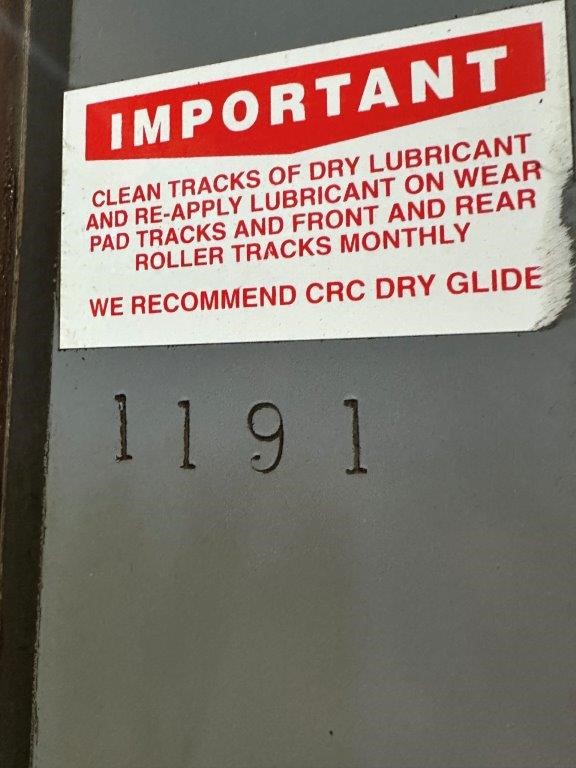 IMPORTANT
CLEAN TRACKS OF DRY LUBRICANT
AND RE-APPLY LUBRICANT ON WEAR
PAD TRACKS AND FRONT AND REAR
ROLLER TRACKS MONTHLY
WE RECOMMEND CRC DRY GLIDE
1191